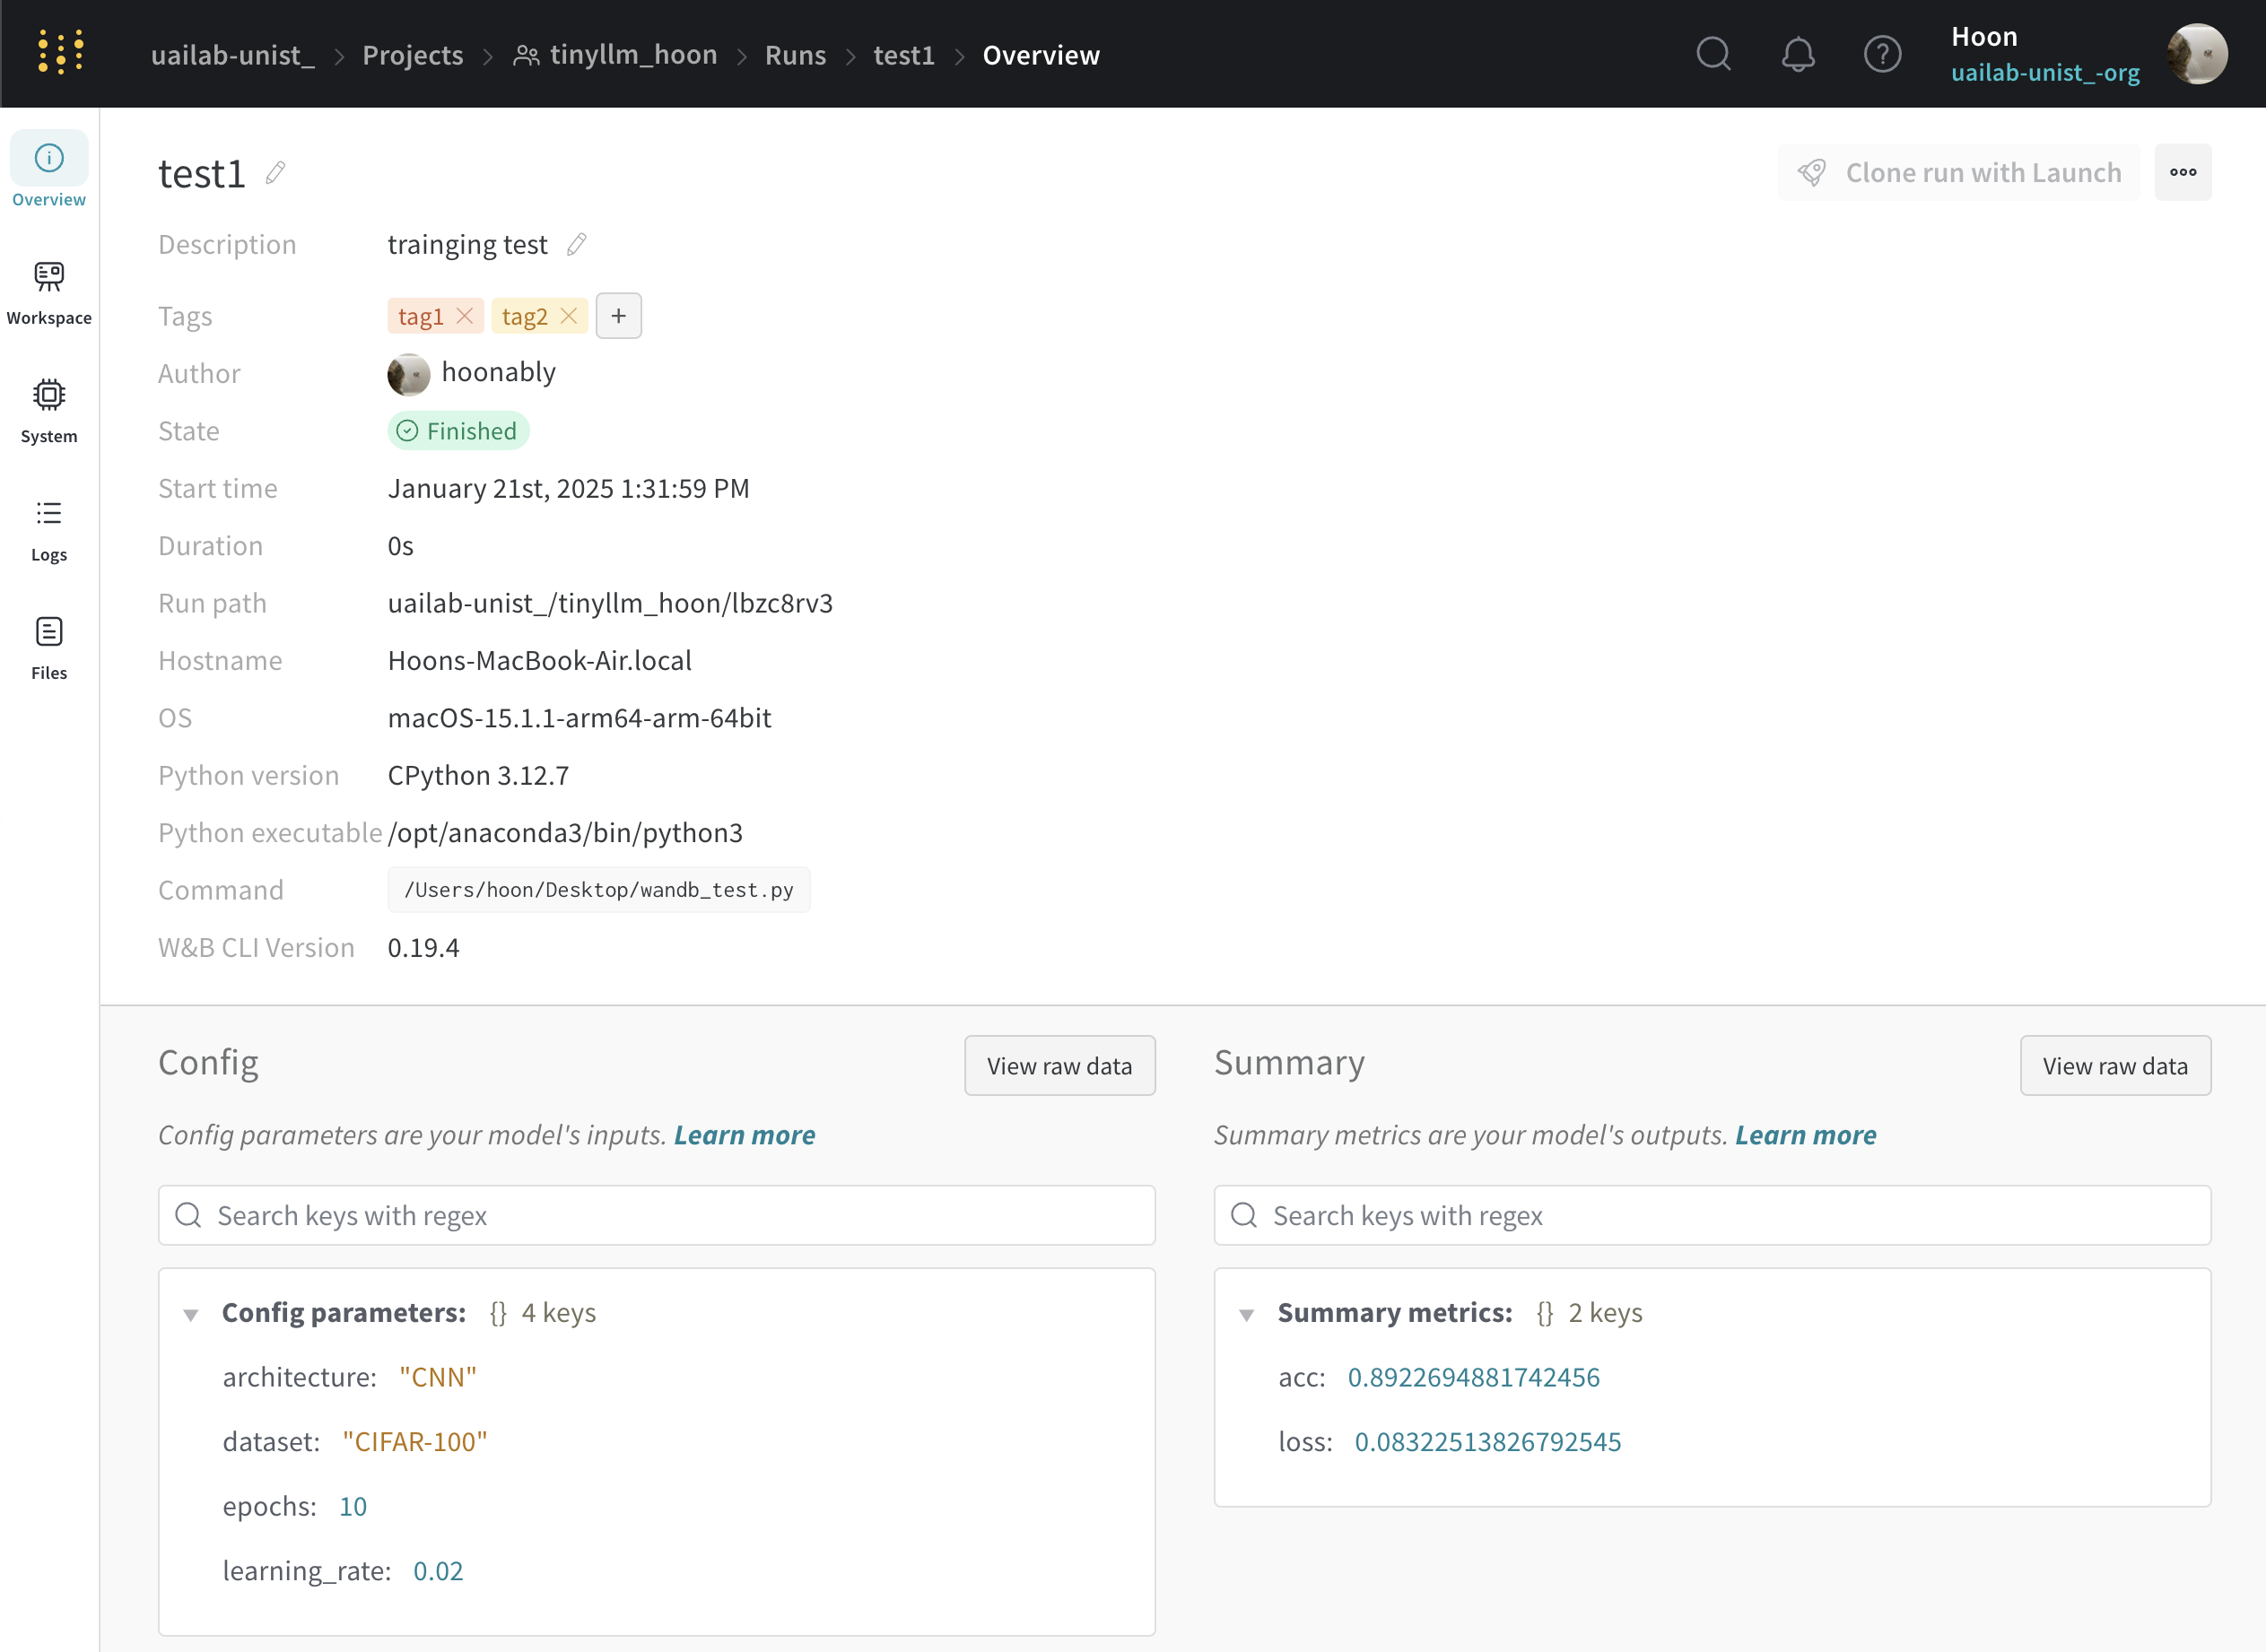 uailab-unist_ > Projects > tinyllm_hoon > Runs > test1 > Overview
Hoon
uailab-unist_-org
Overview
Workspace
System
Logs
Files
test1
Clone run with Launch
Description trainging test
Tags tag1 tag2 +
Author hoonably
State Finished
Start time January 21st, 2025 1:31:59 PM
Duration 0s
Run path uailab-unist_/tinyllm_hoon/lbzc8rv3
Hostname Hoons-MacBook-Air.local
OS macOS-15.1.1-arm64-arm-64bit
Python version CPython 3.12.7
Python executable /opt/anaconda3/bin/python3
Command /Users/hoon/Desktop/wandb_test.py
W&B CLI Version 0.19.4
Config
View raw data
Config parameters are your model's inputs. Learn more
Search keys with regex
Config parameters: {} 4 keys
architecture: "CNN"
dataset: "CIFAR-100"
epochs: 10
learning_rate: 0.02
Summary
View raw data
Summary metrics are your model's outputs. Learn more
Search keys with regex
Summary metrics: {} 2 keys
acc: 0.8922694881742456
loss: 0.08322513826792545